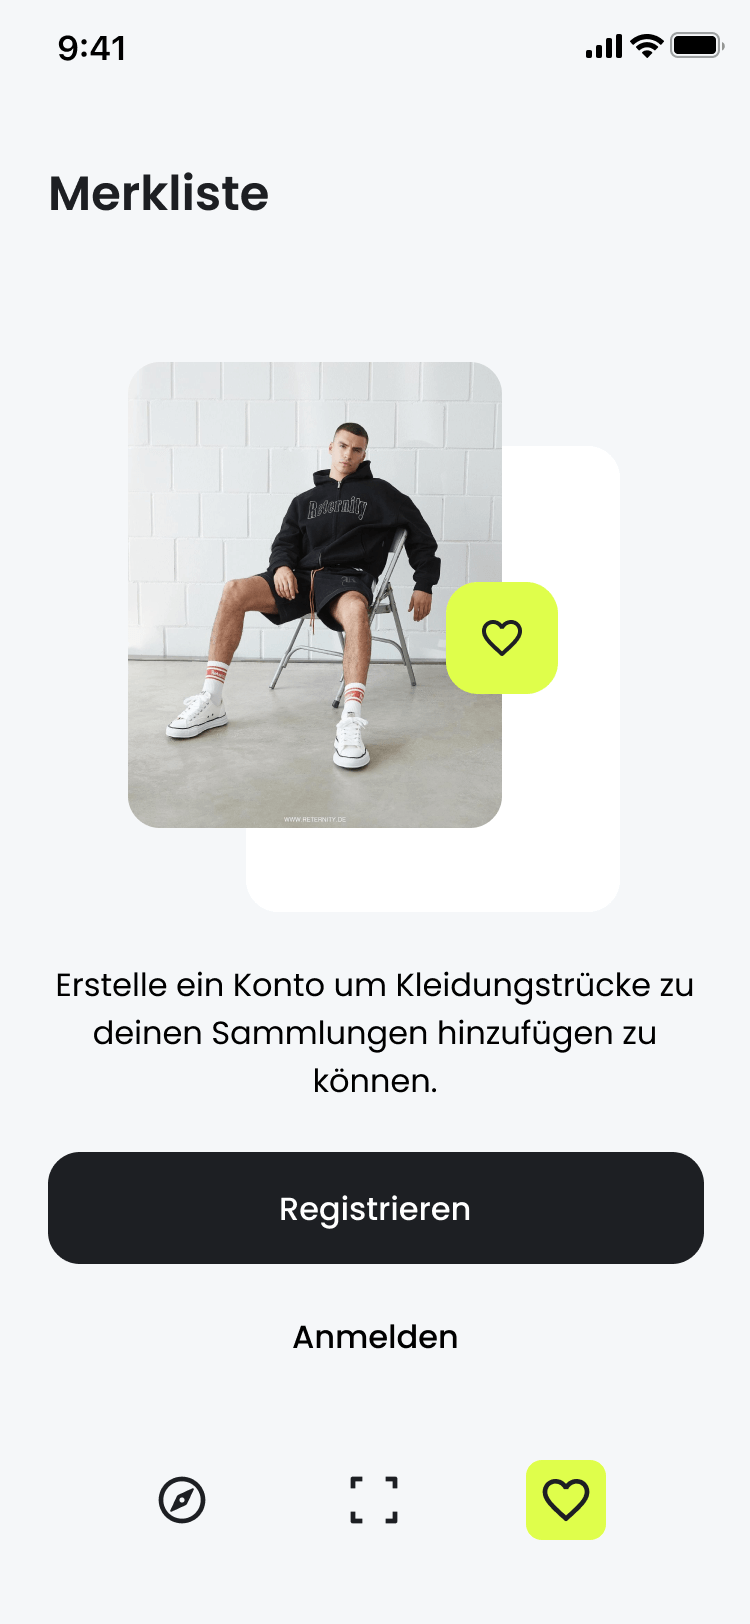 9:41
Merkliste
Reternity
WWW.RETERNITY.DE
Erstelle ein Konto um Kleidungstrücke zu
deinen Sammlungen hinzufügen zu
können.
Registrieren
Anmelden